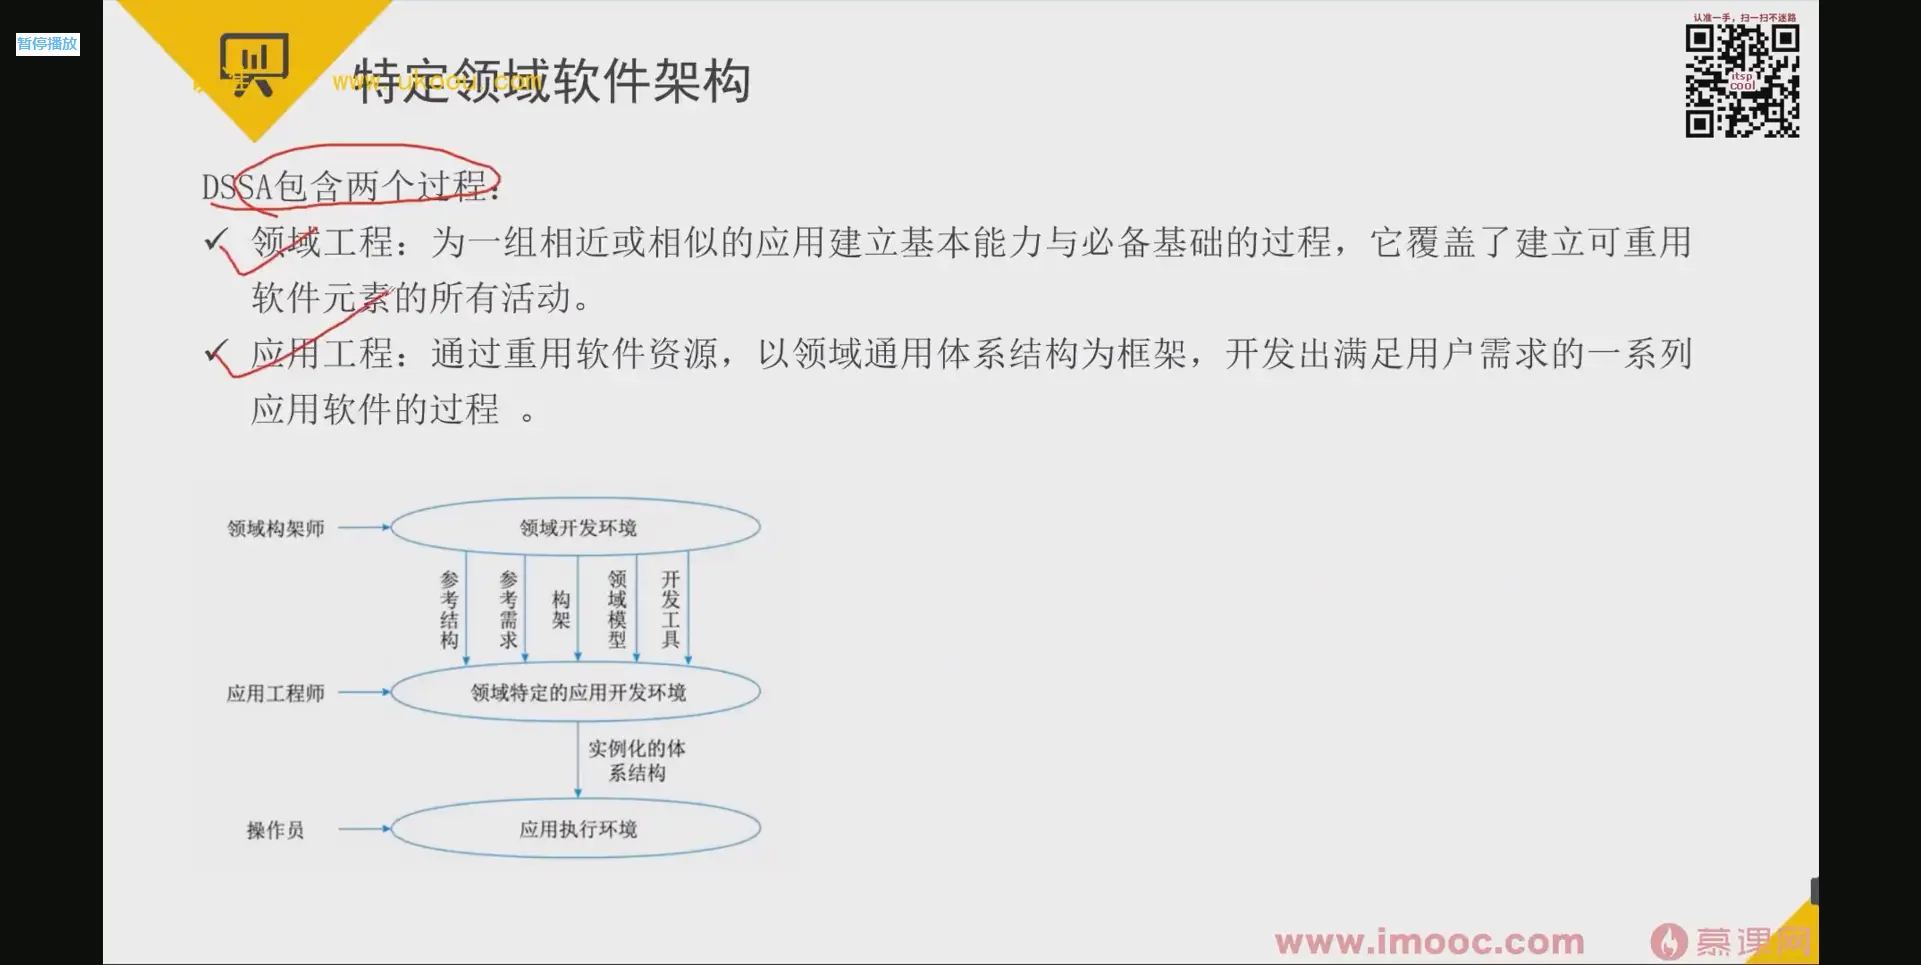 认准一手，扫一扫不迷路
暂停播放
特定领域软件架构
www.ukoou.com
itsp
cool
DSSA包含两个过程：
领域工程：为一组相近或相似的应用建立基本能力与必备基础的过程，它覆盖了建立可重用
软件元素的所有活动。
应用工程：通过重用软件资源，以领域通用体系结构为框架，开发出满足用户需求的一系列
应用软件的过程 。
领域构架师
领域开发环境
参考结构
参考需求
构架
领域模型
开发工具
应用工程师
领域特定的应用开发环境
实例化的体
系结构
操作员
应用执行环境
www.imooc.com
慕课网